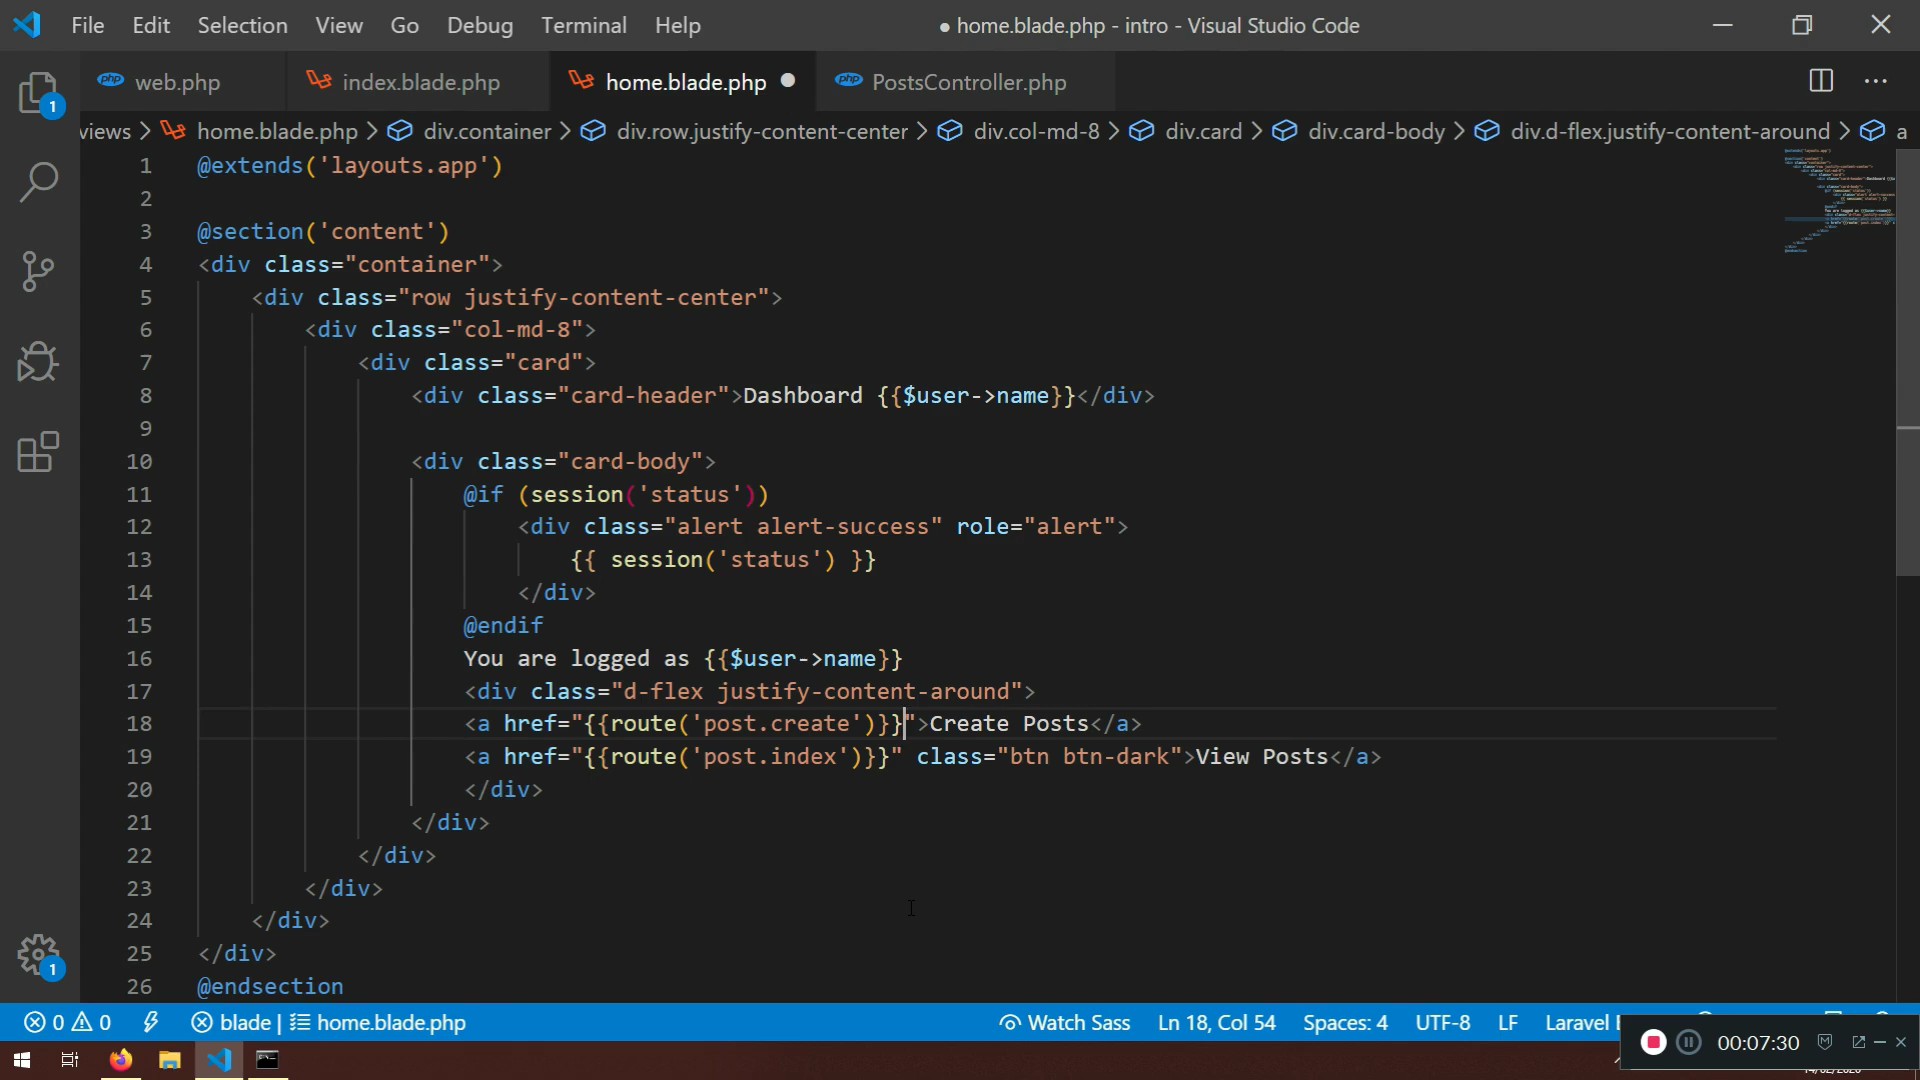 File Edit Selection View Go Debug Terminal Help ● home.blade.php - intro - Visual Studio Code
php web.php index.blade.php home.blade.php php PostsController.php
1
views > home.blade.php > div.container > div.row.justify-content-center > div.col-md-8 > div.card > div.card-body > div.d-flex.justify-content-around > a
1 @extends('layouts.app')
2
3 @section('content')
4 <div class="container">
5 <div class="row justify-content-center">
6 <div class="col-md-8">
7 <div class="card">
8 <div class="card-header">Dashboard {{$user->name}}</div>
9
10 <div class="card-body">
11 @if (session('status'))
12 <div class="alert alert-success" role="alert">
13 {{ session('status') }}
14 </div>
15 @endif
16 You are logged as {{$user->name}}
17 <div class="d-flex justify-content-around">
18 <a href="{{route('post.create')}}">Create Posts</a>
19 <a href="{{route('post.index')}}" class="btn btn-dark">View Posts</a>
20 </div>
21 </div>
22 </div>
23 </div>
24 </div>
25 </div>
26 @endsection
1
0 0 blade | home.blade.php Watch Sass Ln 18, Col 54 Spaces: 4 UTF-8 LF Laravel
00:07:30